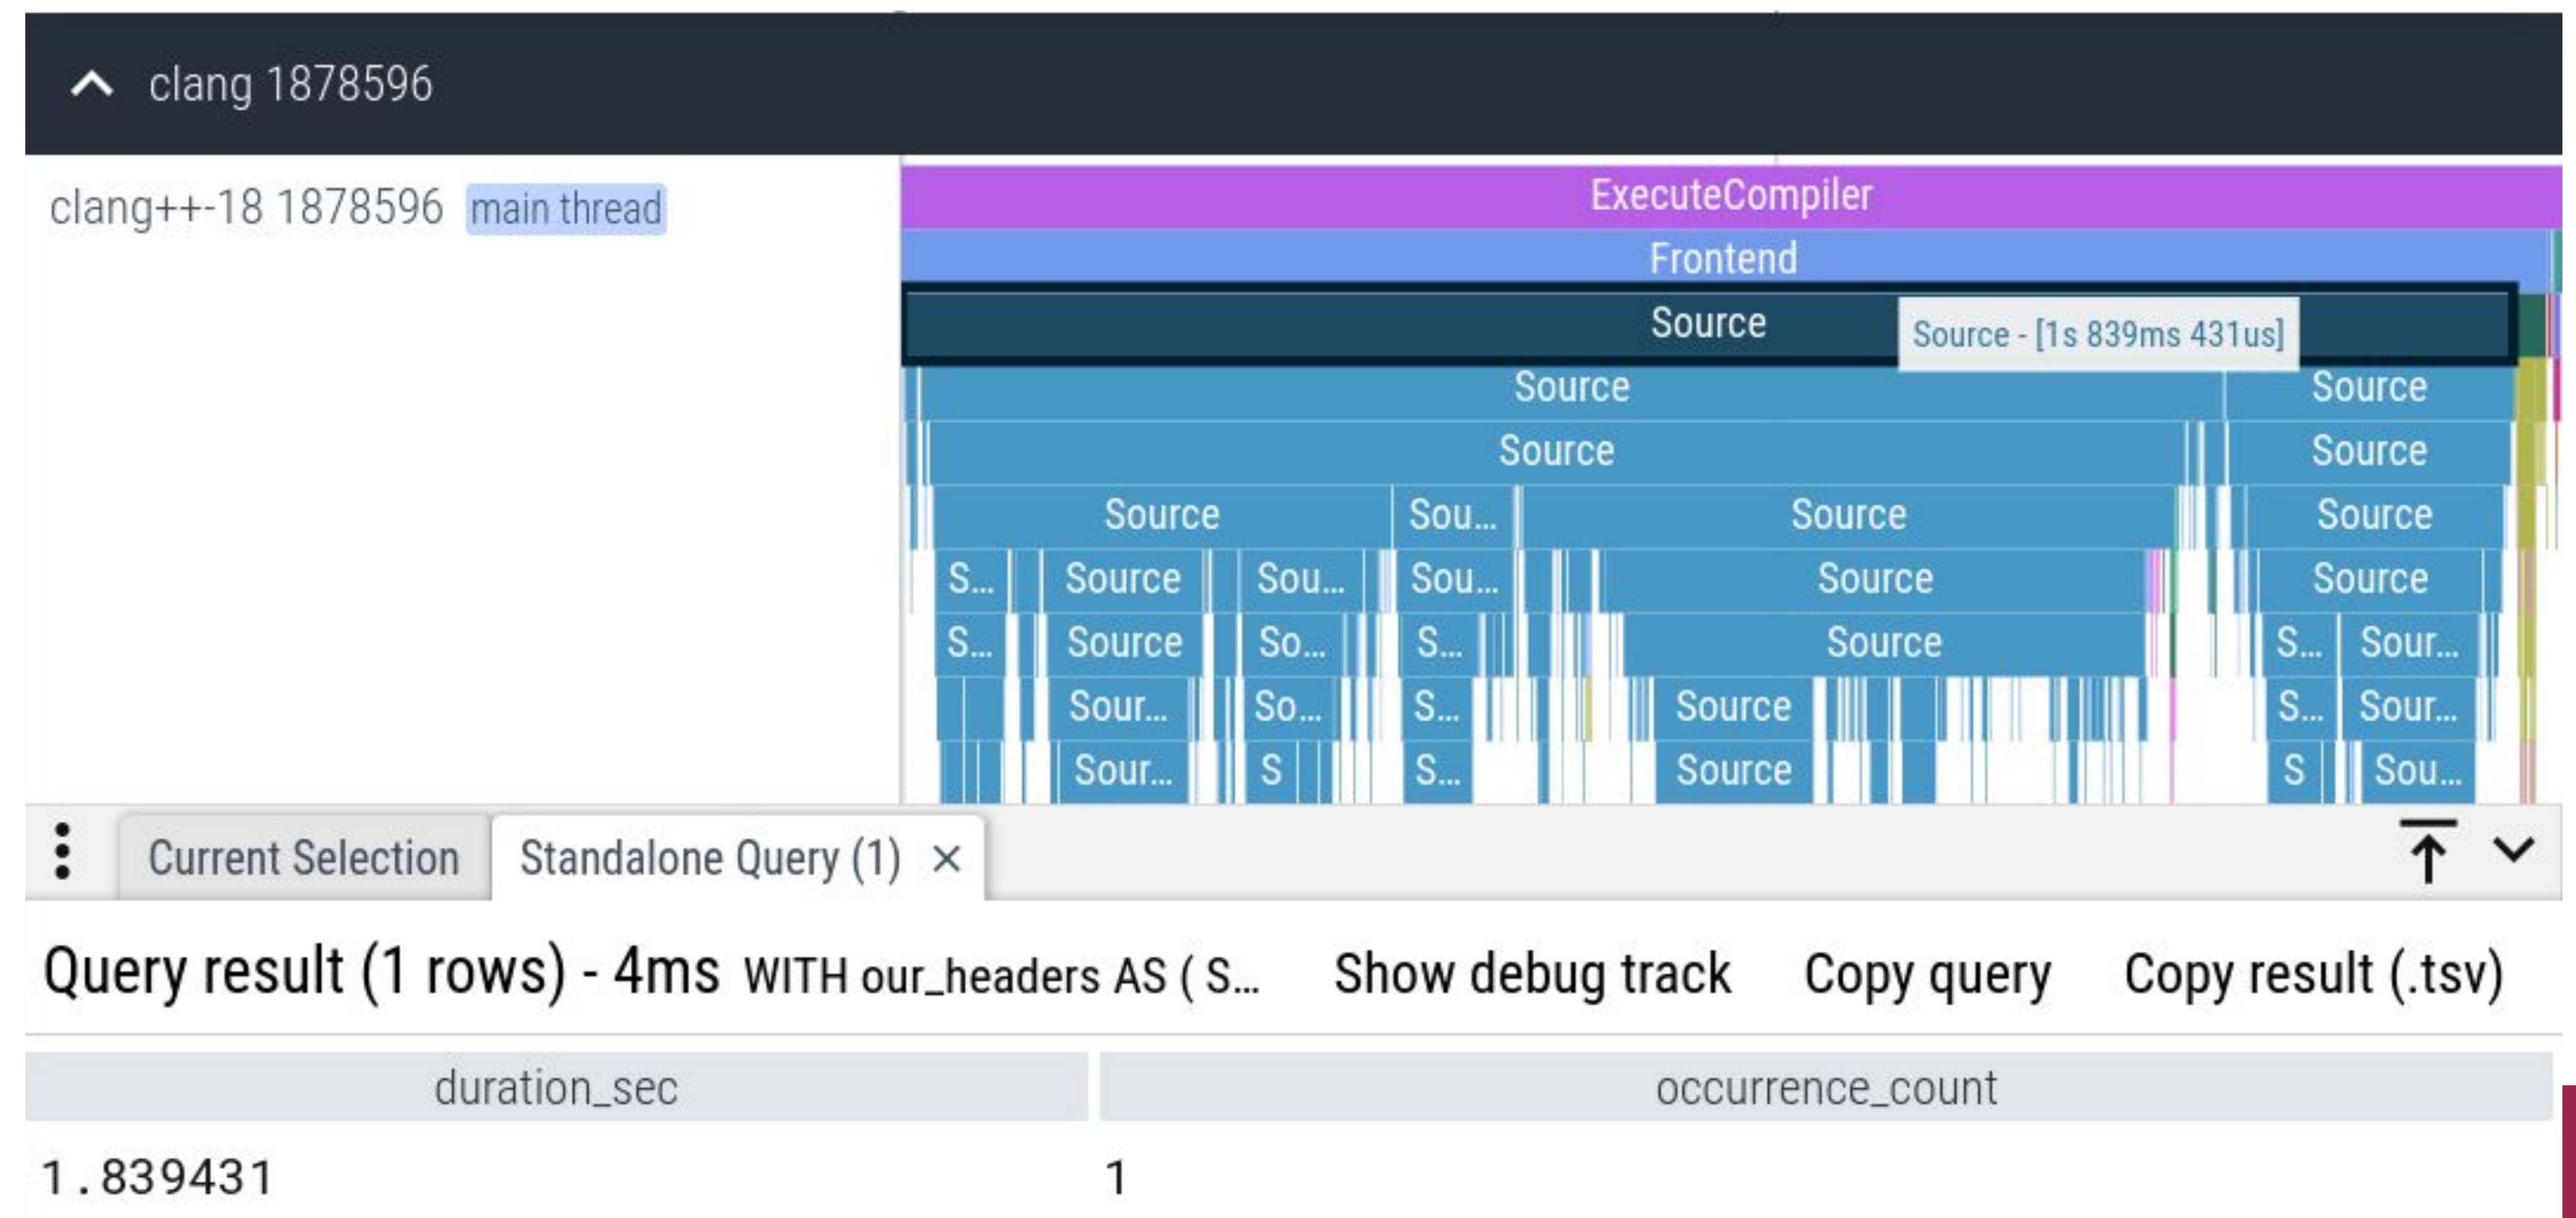 clang 1878596
clang++-18 1878596 main thread
ExecuteCompiler
Frontend
Source Source - [1s 839ms 431us]
Source Source
Source Source
Source Sou... Source Source
S... Source Sou... Sou... Source Source
S... Source So... S... Source S... Sour...
Sour... So... S... Source S... Sour...
Sour... S S... Source S Sou...
Current Selection Standalone Query (1) ×
Query result (1 rows) - 4ms WITH our_headers AS ( S... Show debug track Copy query Copy result (.tsv)
duration_sec occurrence_count
1.839431 1